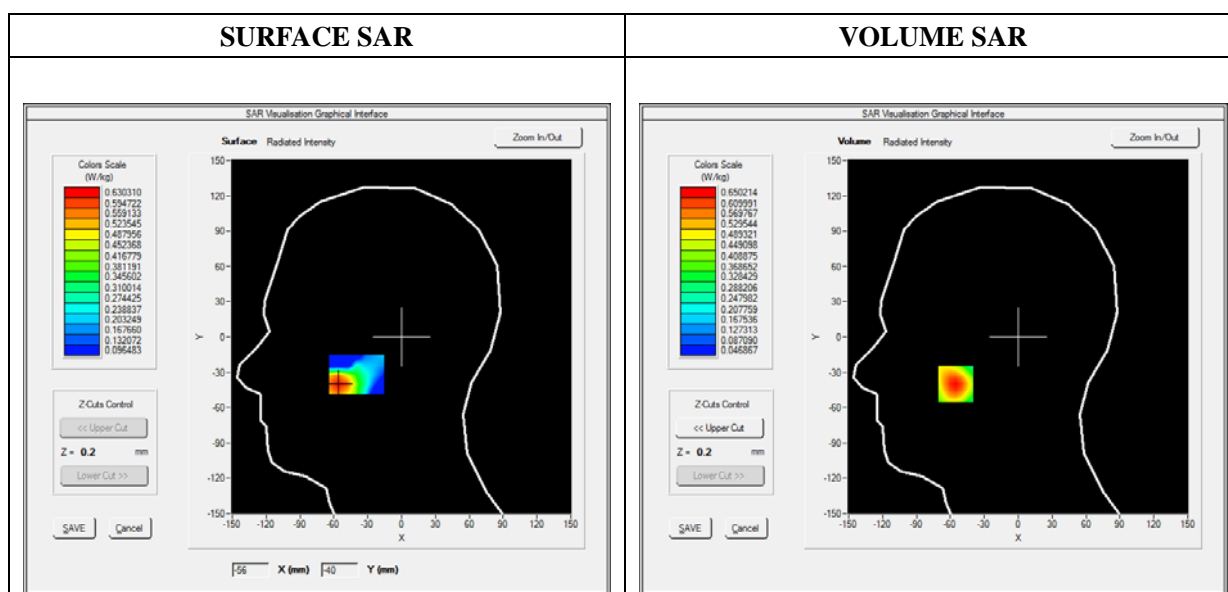 SURFACE SAR
VOLUME SAR
SAR Visualisation Graphical Interface
Surface Radiated Intensity
Zoom In/Out
Colors Scale
(W/kg)
0.630310
0.594722
0.559133
0.523545
0.487956
0.452368
0.416779
0.381191
0.345602
0.310014
0.274425
0.238837
0.203249
0.167660
0.132072
0.096483
150
120
90
60
30
0
-30
-60
-90
-120
-150
Y
-150 -120 -90 -60 -30 0 30 60 90 120 150
X
Z-Cuts Control
<< Upper Cut
Z = 0.2 mm
Lower Cut >>
SAVE Cancel
-56 X (mm) -40 Y (mm)
SAR Visualisation Graphical Interface
Volume Radiated Intensity
Zoom In/Out
Colors Scale
(W/kg)
0.650214
0.609991
0.569767
0.529544
0.489321
0.449098
0.408875
0.368652
0.328429
0.288206
0.247982
0.207759
0.167536
0.127313
0.087090
0.046867
150
120
90
60
30
0
-30
-60
-90
-120
-150
Y
-150 -120 -90 -60 -30 0 30 60 90 120 150
X
Z-Cuts Control
<< Upper Cut
Z = 0.2 mm
Lower Cut >>
SAVE Cancel